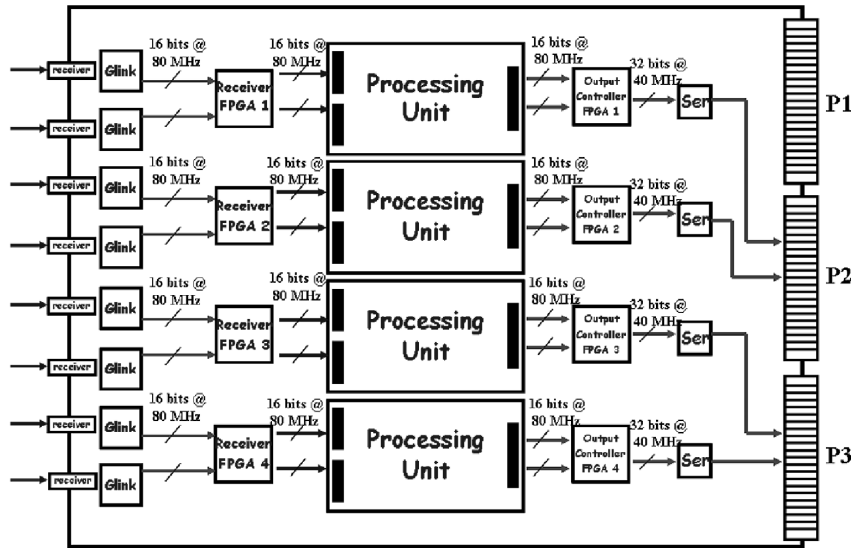 16 bits @
80 MHz
16 bits @
80 MHz
16 bits @
80 MHz
32 bits @
40 MHz
receiver
Glink
Receiver
FPGA 1
Processing
Unit
Output
Controller
FPGA 1
Ser
P1
receiver
Glink
16 bits @
80 MHz
16 bits @
80 MHz
16 bits @
80 MHz
32 bits @
40 MHz
receiver
Glink
Receiver
FPGA 2
Processing
Unit
Output
Controller
FPGA 2
Ser
receiver
Glink
P2
16 bits @
80 MHz
16 bits @
80 MHz
16 bits @
80 MHz
32 bits @
40 MHz
receiver
Glink
Receiver
FPGA 3
Processing
Unit
Output
Controller
FPGA 3
Ser
receiver
Glink
16 bits @
80 MHz
16 bits @
80 MHz
16 bits @
80 MHz
32 bits @
40 MHz
receiver
Glink
Receiver
FPGA 4
Processing
Unit
Output
Controller
FPGA 4
Ser
P3
receiver
Glink